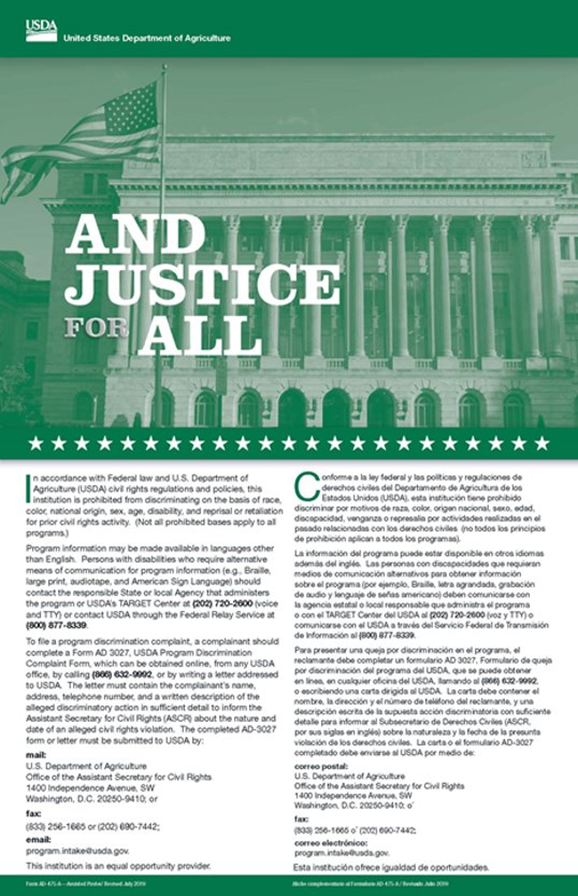 USDA
United States Department of Agriculture
AND
JUSTICE
FOR ALL
In accordance with Federal law and U.S. Department of
Agriculture (USDA) civil rights regulations and policies, this
institution is prohibited from discriminating on the basis of race,
color, national origin, sex, age, disability, and reprisal or retaliation
for prior civil rights activity. (Not all prohibited bases apply to all
programs.)
Program information may be made available in languages other
than English. Persons with disabilities who require alternative
means of communication for program information (e.g., Braille,
large print, audiotape, and American Sign Language) should
contact the responsible State or local Agency that administers
the program or USDA's TARGET Center at (202) 720-2600 (voice
and TTY) or contact USDA through the Federal Relay Service at
(800) 877-8339.
To file a program discrimination complaint, a complainant should
complete a Form AD 3027, USDA Program Discrimination
Complaint Form, which can be obtained online, from any USDA
office, by calling (866) 632-9992, or by writing a letter addressed
to USDA. The letter must contain the complainant's name,
address, telephone number, and a written description of the
alleged discriminatory action in sufficient detail to inform the
Assistant Secretary for Civil Rights (ASCR) about the nature and
date of an alleged civil rights violation. The completed AD-3027
form or letter must be submitted to USDA by:
mail:
U.S. Department of Agriculture
Office of the Assistant Secretary for Civil Rights
1400 Independence Avenue, SW
Washington, D.C. 20250-9410; or
fax:
(833) 256-1665 or (202) 690-7442;
email:
program.intake@usda.gov.
This institution is an equal opportunity provider.
Conforme a la ley federal y las políticas y regulaciones de
derechos civiles del Departamento de Agricultura de los
Estados Unidos (USDA), esta institución tiene prohibido
discriminar por motivos de raza, color, origen nacional, sexo, edad,
discapacidad, venganza o represalia por actividades realizadas en el
pasado relacionadas con los derechos civiles (no todos los principios
de prohibición aplican a todos los programas).
La información del programa puede estar disponible en otros idiomas
además del inglés. Las personas con discapacidades que requieran
medios de comunicación alternativos para obtener información
sobre el programa (por ejemplo, Braille, letra agrandada, grabación
de audio y lenguaje de señas americano) deben comunicarse con
la agencia estatal o local responsable que administra el programa
o con el TARGET Center del USDA al (202) 720-2600 (voz y TTY) o
comunicarse con el USDA a través del Servicio Federal de Transmisión
de Información al (800) 877-8339.
Para presentar una queja por discriminación en el programa, el
reclamante debe completar un formulario AD 3027, Formulario de queja
por discriminación del programa del USDA, que se puede obtener
en línea, en cualquier oficina del USDA, llamando al (866) 632-9992,
o escribiendo una carta dirigida al USDA. La carta debe contener el
nombre, la dirección y el número de teléfono del reclamante, y una
descripción escrita de la supuesta acción discriminatoria con suficiente
detalle para informar al Subsecretario de Derechos Civiles (ASCR,
por sus siglas en inglés) sobre la naturaleza y la fecha de la presunta
violación de los derechos civiles. La carta o el formulario AD-3027
completado debe enviarse al USDA por medio de:
correo postal:
U.S. Department of Agriculture
Office of the Assistant Secretary for Civil Rights
1400 Independence Avenue, SW
Washington, D.C. 20250-9410; o´
fax:
(833) 256-1665 o´ (202) 690-7442;
correo electrónico:
program.intake@usda.gov.
Esta institución ofrece igualdad de oportunidades.
Form AD-475-A—Assisted Poster/ Revised July 2019
Afiche complementario al Formulario AD-475-A / Revisado Julio 2019